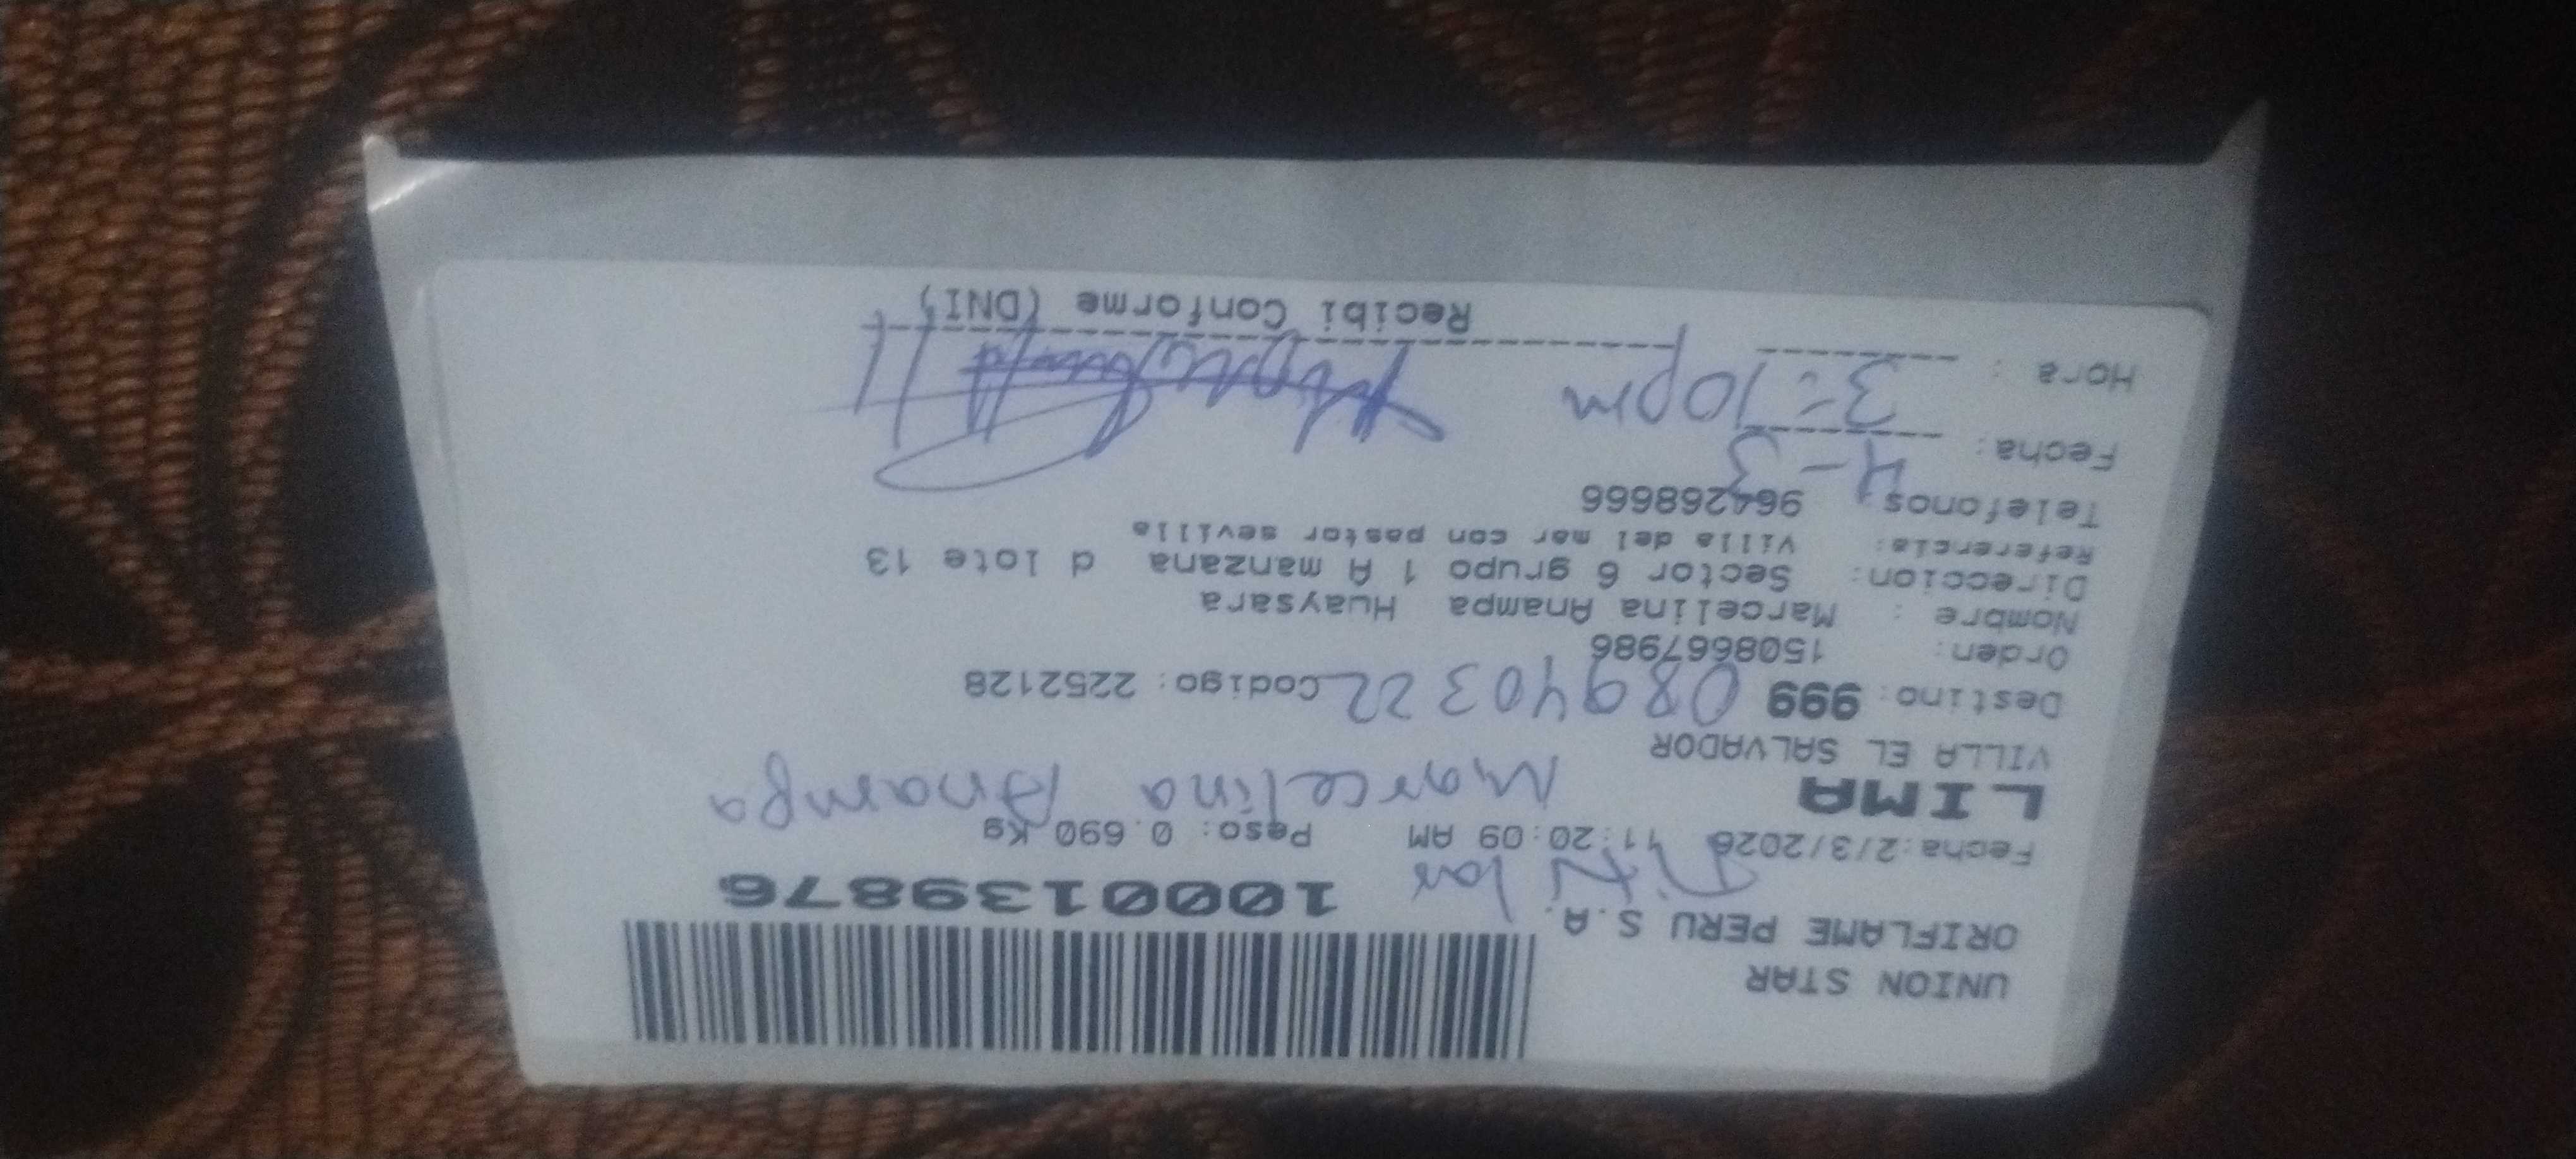 UNION STAR
ORIFLAME PERU S.A.
1000139876
Titular
Fecha:2/3/2026 11:20:09 AM Peso: 0.690 Kg
LIMA
Marcelina Anampa
VILLA EL SALVADOR
Destino: 999 08940322 Codigo: 2252128
Orden: 1508667986
Nombre : Marcelina Anampa Huaysara
Direccion: Sector 6 grupo 1 A manzana d lote 13
Referencia: Villa del mar con pastor sevilla
Telefonos: 964268666
Fecha: 4-3
Hora : 3:10pm
Recibi Conforme (DNI)